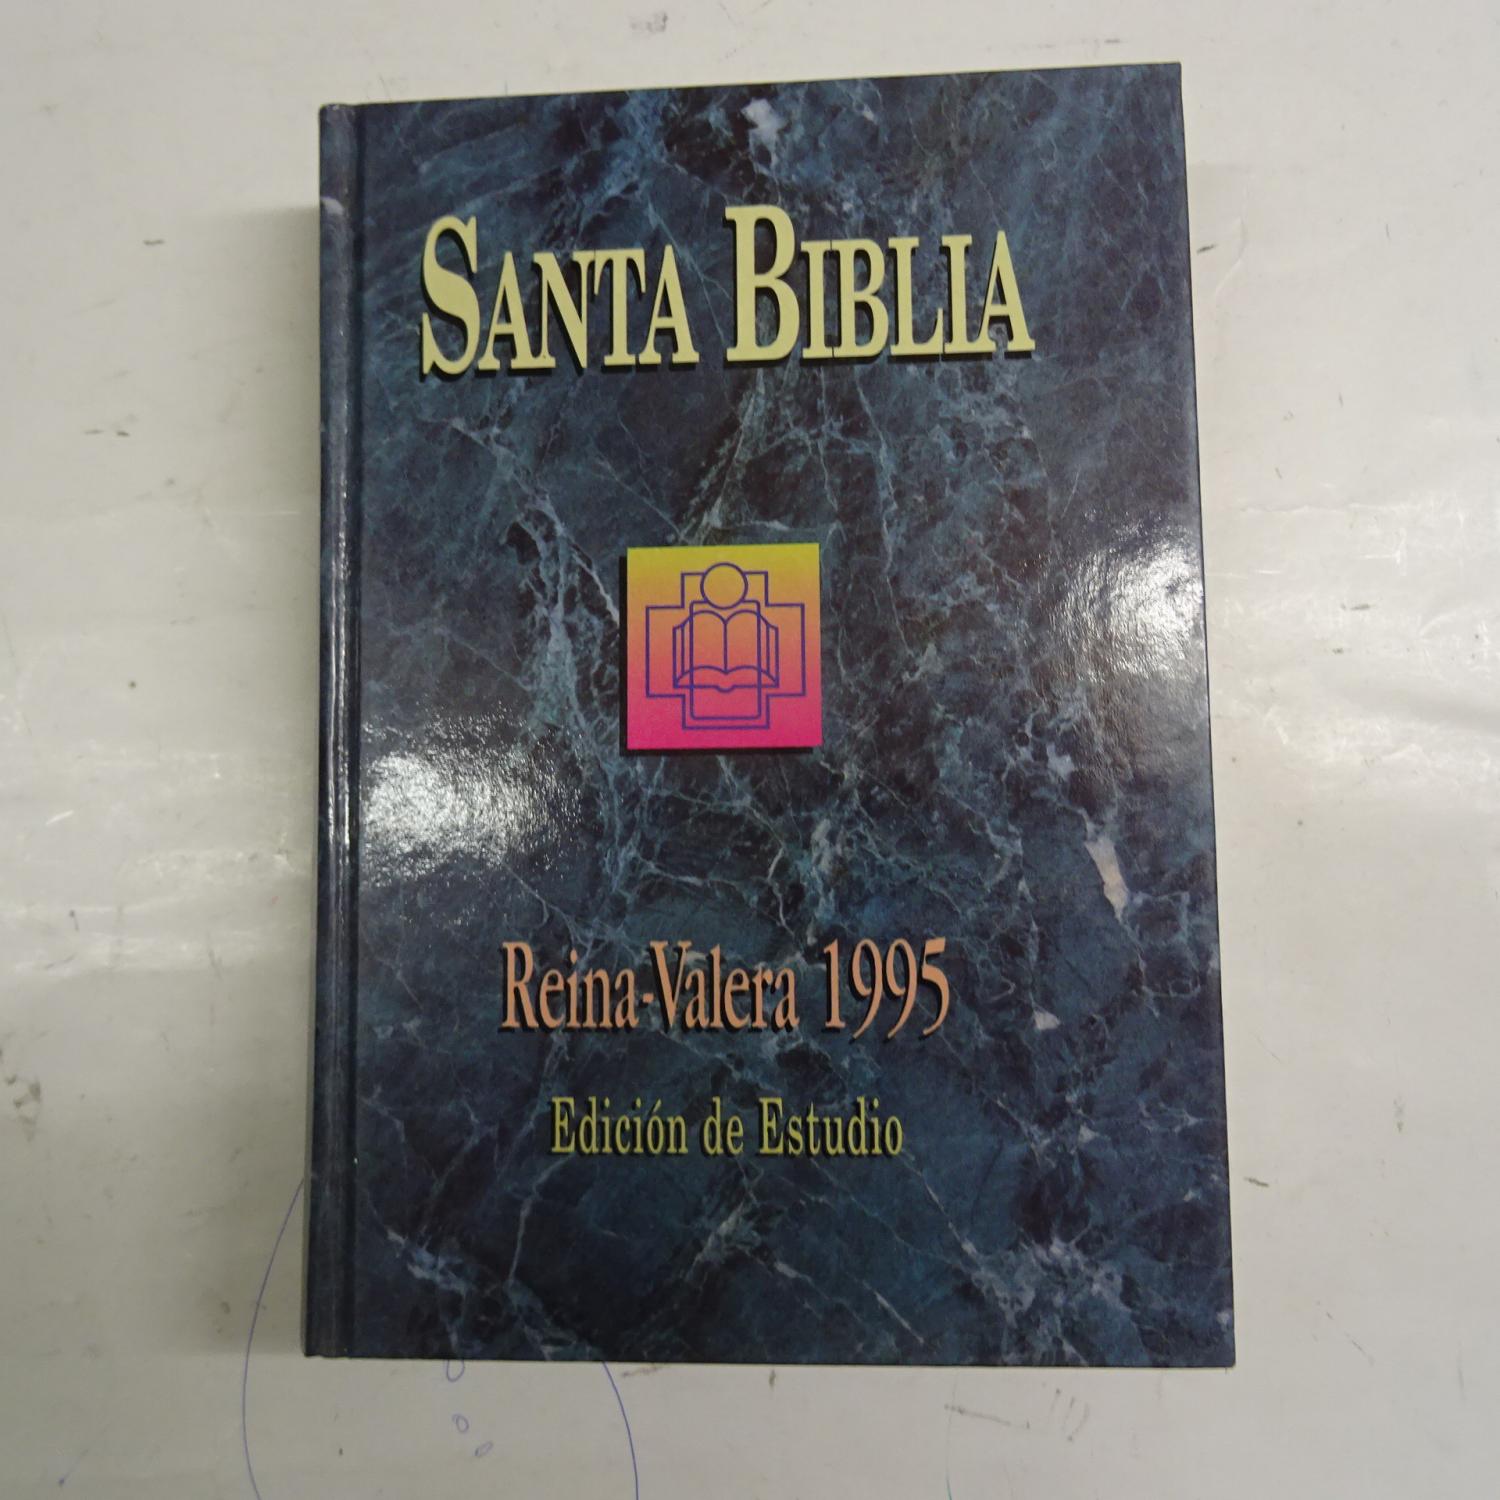 SANTA BIBLIA
Reina-Valera 1995
Edición de Estudio